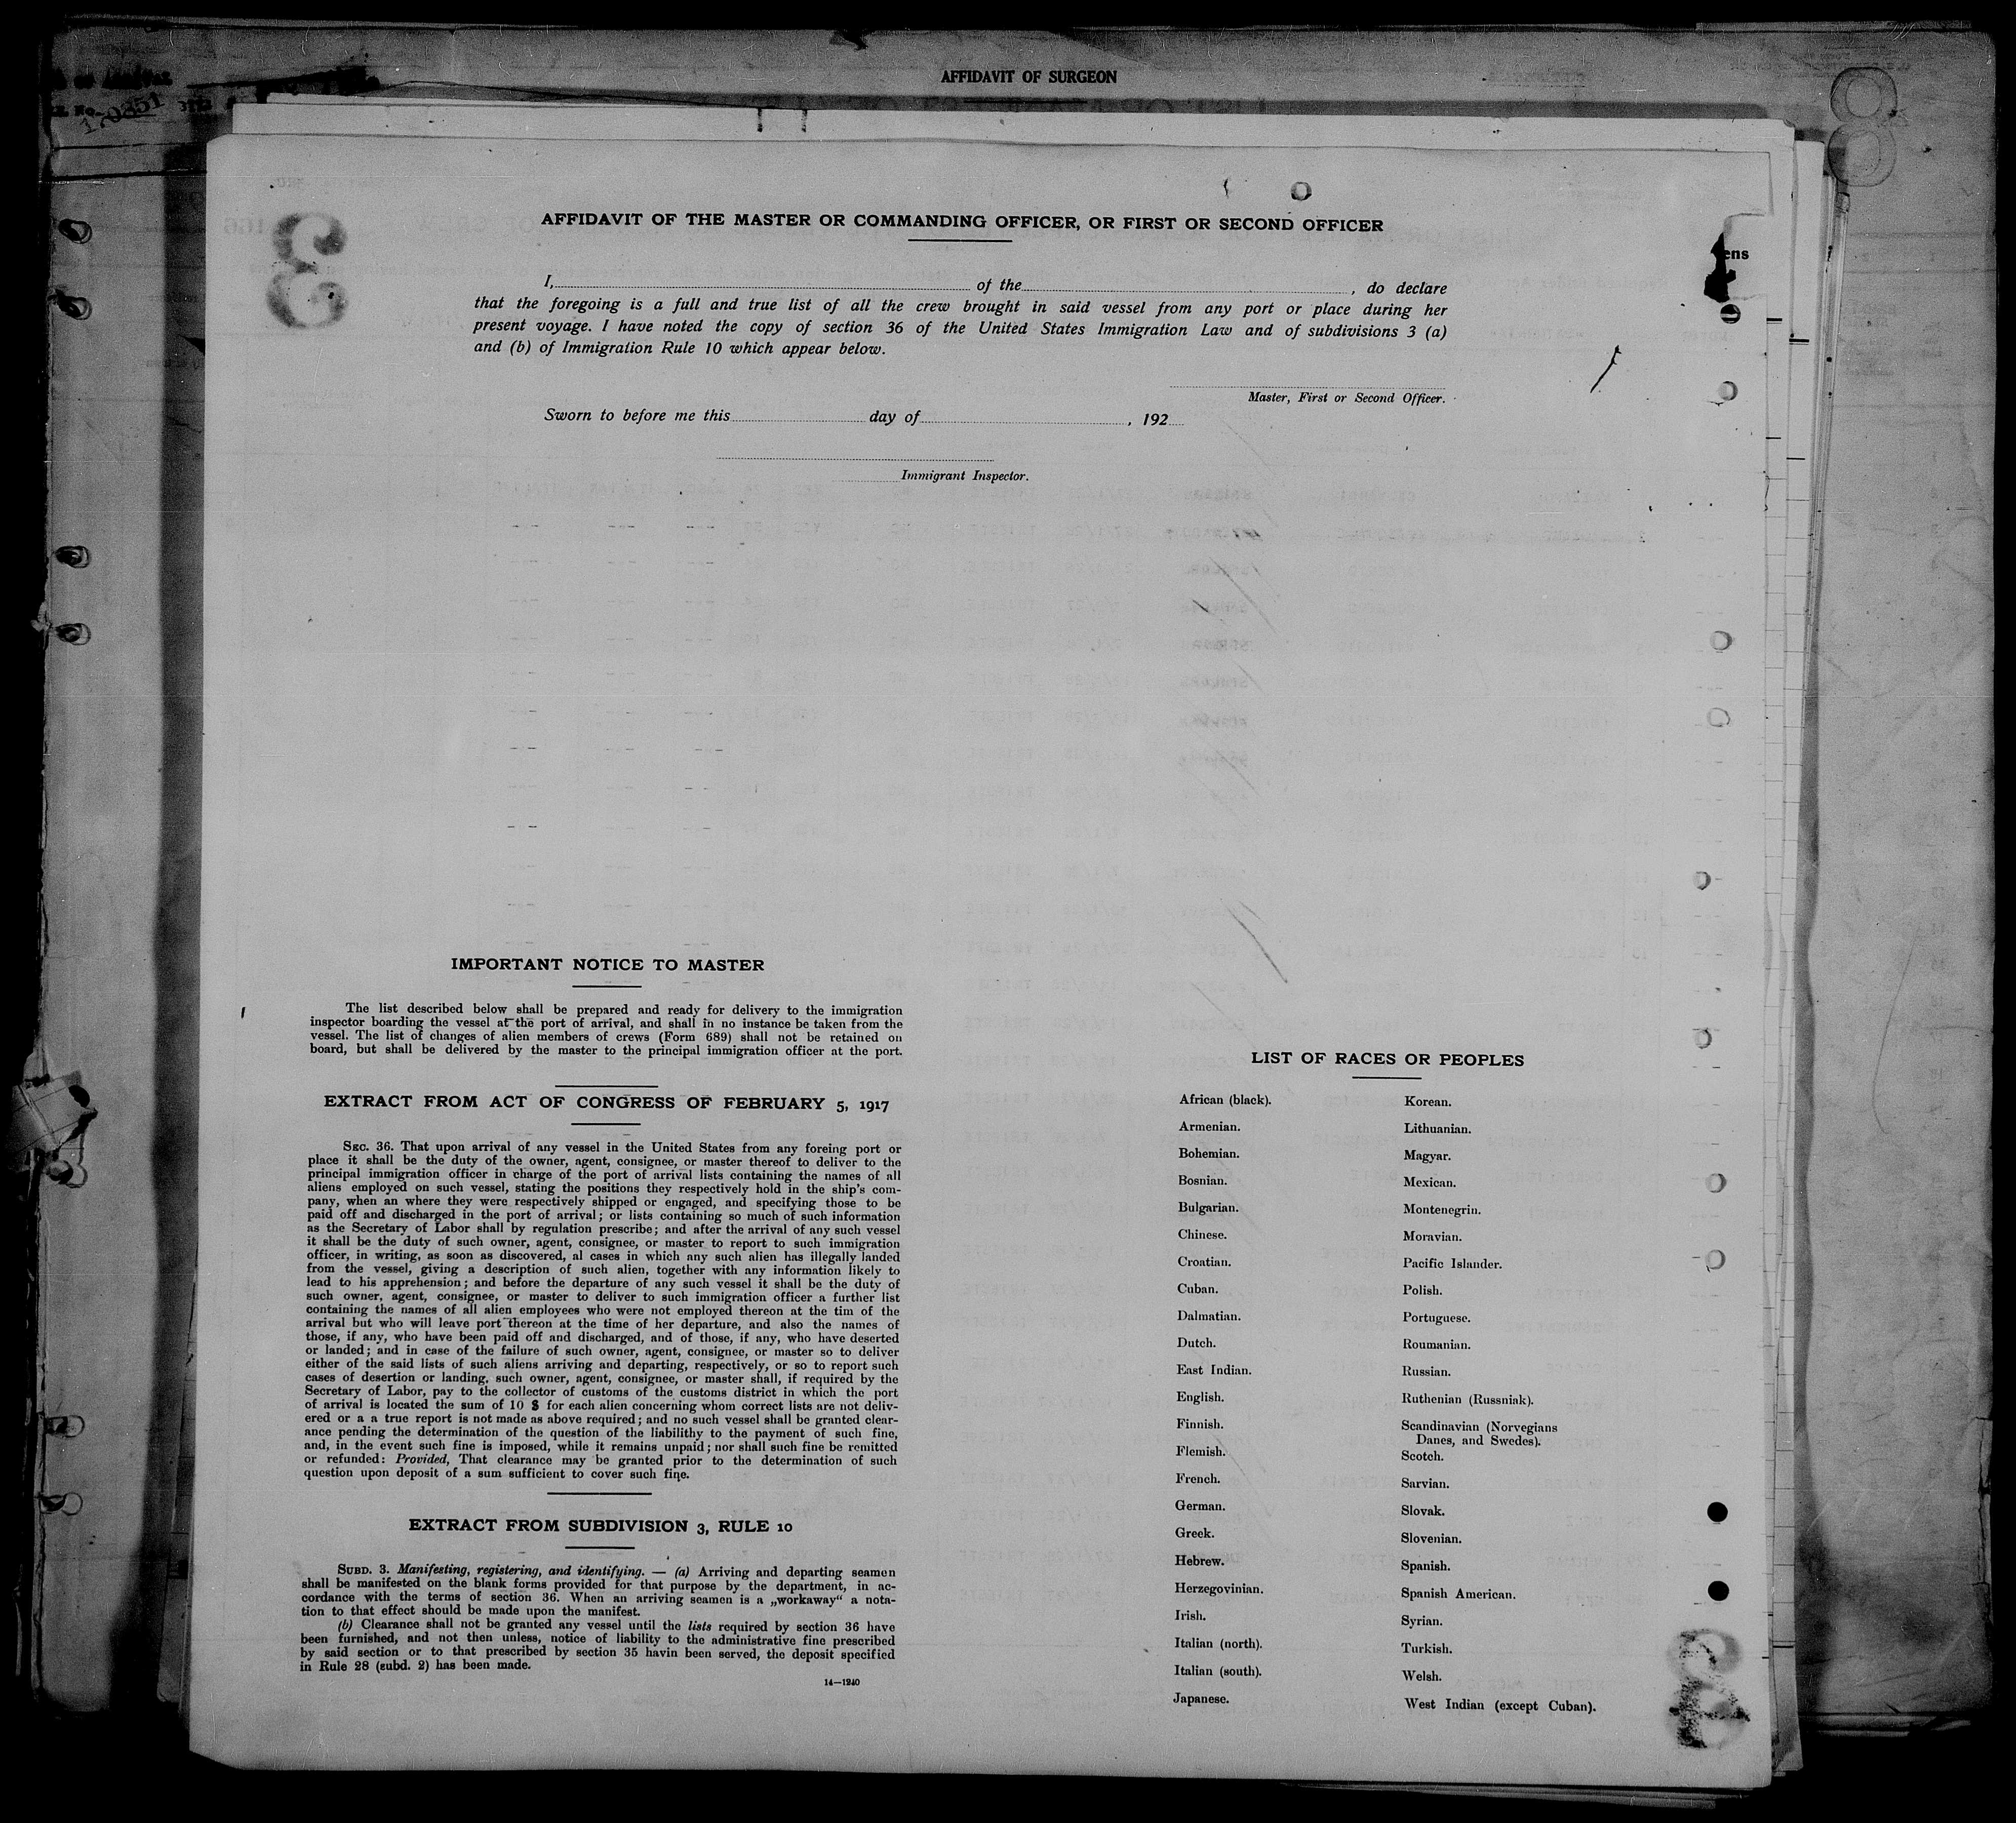 AFFIDAVIT OF SURGEON
AFFIDAVIT OF THE MASTER OR COMMANDING OFFICER, OR FIRST OR SECOND OFFICER
I, of the , do declare
that the foregoing is a full and true list of all the crew brought in said vessel from any port or place during her
present voyage. I have noted the copy of section 36 of the United States Immigration Law and of subdivisions 3 (a)
and (b) of Immigration Rule 10 which appear below.
Master, First or Second Officer.
Sworn to before me this day of , 192
Immigrant Inspector.
ens
IMPORTANT NOTICE TO MASTER
The list described below shall be prepared and ready for delivery to the immigration
inspector boarding the vessel at the port of arrival, and shall in no instance be taken from the
vessel. The list of changes of alien members of crews (Form 689) shall not be retained on
board, but shall be delivered by the master to the principal immigration officer at the port.
EXTRACT FROM ACT OF CONGRESS OF FEBRUARY 5, 1917
SEC. 36. That upon arrival of any vessel in the United States from any foreing port or
place it shall be the duty of the owner, agent, consignee, or master thereof to deliver to the
principal immigration officer in charge of the port of arrival lists containing the names of all
aliens employed on such vessel, stating the positions they respectively hold in the ship's com-
pany, when an where they were respectively shipped or engaged, and specifying those to be
paid off and discharged in the port of arrival; or lists containing so much of such information
as the Secretary of Labor shall by regulation prescribe; and after the arrival of any such vessel
it shall be the duty of such owner, agent, consignee, or master to report to such immigration
officer, in writing, as soon as discovered, al cases in which any such alien has illegally landed
from the vessel, giving a description of such alien, together with any information likely to
lead to his apprehension; and before the departure of any such vessel it shall be the duty of
such owner, agent, consignee, or master to deliver to such immigration officer a further list
containing the names of all alien employees who were not employed thereon at the tim of the
arrival but who will leave port thereon at the time of her departure, and also the names of
those, if any, who have been paid off and discharged, and of those, if any, who have deserted
or landed; and in case of the failure of such owner, agent, consignee, or master so to deliver
either of the said lists of such aliens arriving and departing, respectively, or so to report such
cases of desertion or landing, such owner, agent, consignee, or master shall, if required by the
Secretary of Labor, pay to the collector of customs of the customs district in which the port
of arrival is located the sum of 10 $ for each alien concerning whom correct lists are not deliv-
ered or a a true report is not made as above required; and no such vessel shall be granted clear-
ance pending the determination of the question of the liabilithy to the payment of such fine,
and, in the event such fine is imposed, while it remains unpaid; nor shall such fine be remitted
or refunded: Provided, That clearance may be granted prior to the determination of such
question upon deposit of a sum sufficient to cover such fine.
EXTRACT FROM SUBDIVISION 3, RULE 10
SUBD. 3. Manifesting, registering, and identifying. — (a) Arriving and departing seamen
shall be manifested on the blank forms provided for that purpose by the department, in ac-
cordance with the terms of section 36. When an arriving seamen is a „workaway“ a nota-
tion to that effect should be made upon the manifest.
(b) Clearance shall not be granted any vessel until the lists required by section 36 have
been furnished, and not then unless, notice of liability to the administrative fine prescribed
by said section or to that prescribed by section 35 havin been served, the deposit specified
in Rule 28 (subd. 2) has been made.
14—1240
LIST OF RACES OR PEOPLES
African (black).
Armenian.
Bohemian.
Bosnian.
Bulgarian.
Chinese.
Croatian.
Cuban.
Dalmatian.
Dutch.
East Indian.
English.
Finnish.
Flemish.
French.
German.
Greek.
Hebrew.
Herzegovinian.
Irish.
Italian (north).
Italian (south).
Japanese.
Korean.
Lithuanian.
Magyar.
Mexican.
Montenegrin.
Moravian.
Pacific Islander.
Polish.
Portuguese.
Roumanian.
Russian.
Ruthenian (Russniak).
Scandinavian (Norvegians
Danes, and Swedes).
Scotch.
Sarvian.
Slovak.
Slovenian.
Spanish.
Spanish American.
Syrian.
Turkish.
Welsh.
West Indian (except Cuban).